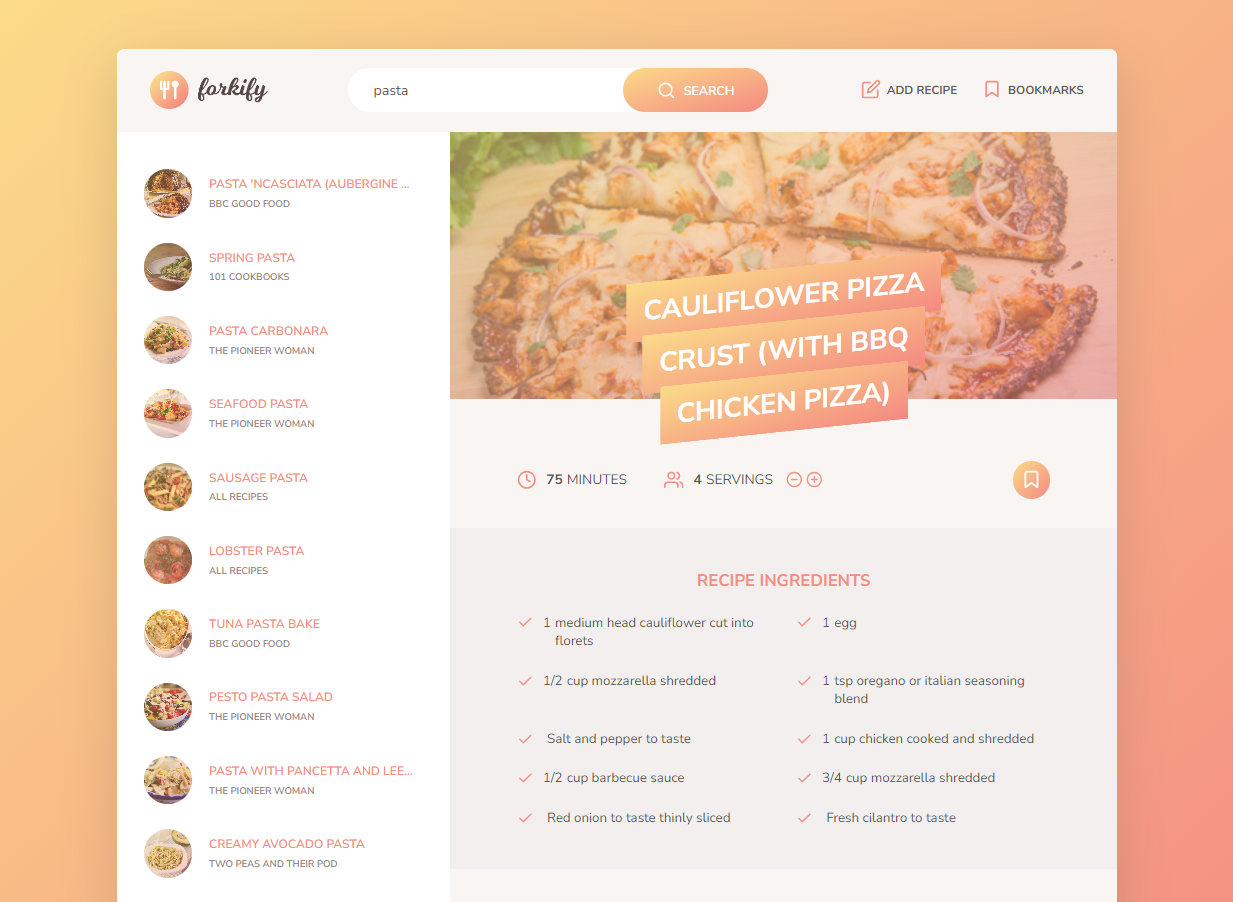 forkify
pasta
SEARCH
ADD RECIPE
BOOKMARKS
PASTA 'NCASIATA (AUBERGINE ...
BBC GOOD FOOD
SPRING PASTA
101 COOKBOOKS
PASTA CARBONARA
THE PIONEER WOMAN
SEAFOOD PASTA
THE PIONEER WOMAN
SAUSAGE PASTA
ALL RECIPES
LOBSTER PASTA
ALL RECIPES
TUNA PASTA BAKE
BBC GOOD FOOD
PESTO PASTA SALAD
THE PIONEER WOMAN
PASTA WITH PANCETTA AND LEE...
THE PIONEER WOMAN
CREAMY AVOCADO PASTA
TWO PEAS AND THEIR POD
CAULIFLOWER PIZZA
CRUST (WITH BBQ
CHICKEN PIZZA)
75 MINUTES
4 SERVINGS
RECIPE INGREDIENTS
1 medium head cauliflower cut into
florets
1 egg
1/2 cup mozzarella shredded
1 tsp oregano or italian seasoning
blend
Salt and pepper to taste
1 cup chicken cooked and shredded
1/2 cup barbecue sauce
3/4 cup mozzarella shredded
Red onion to taste thinly sliced
Fresh cilantro to taste